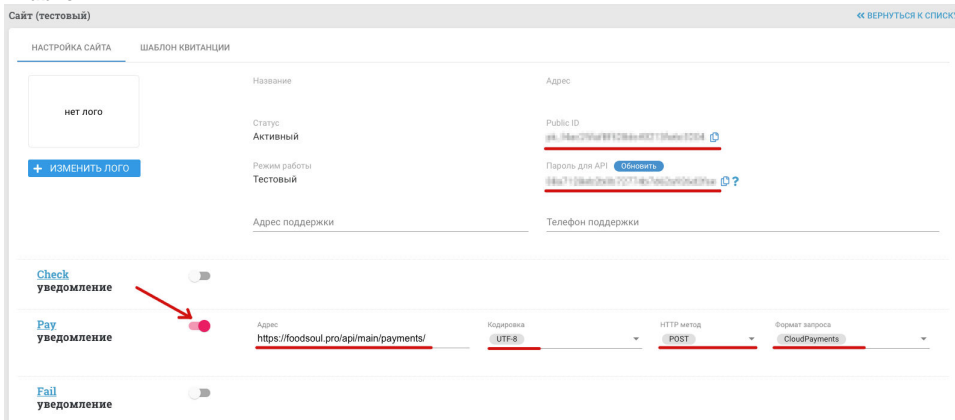 Сайт (тестовый)
« ВЕРНУТЬСЯ К СПИСКУ
НАСТРОЙКА САЙТА
ШАБЛОН КВИТАНЦИИ
нет лого
+ ИЗМЕНИТЬ ЛОГО
Название
Адрес
Статус
Активный
Public ID
Режим работы
Тестовый
Пароль для API Обновить
?
Адрес поддержки
Телефон поддержки
Check
уведомление
Pay
уведомление
Адрес
https://foodsoul.pro/api/main/payments/
Кодировка
UTF-8
HTTP метод
POST
Формат запроса
CloudPayments
Fail
уведомление